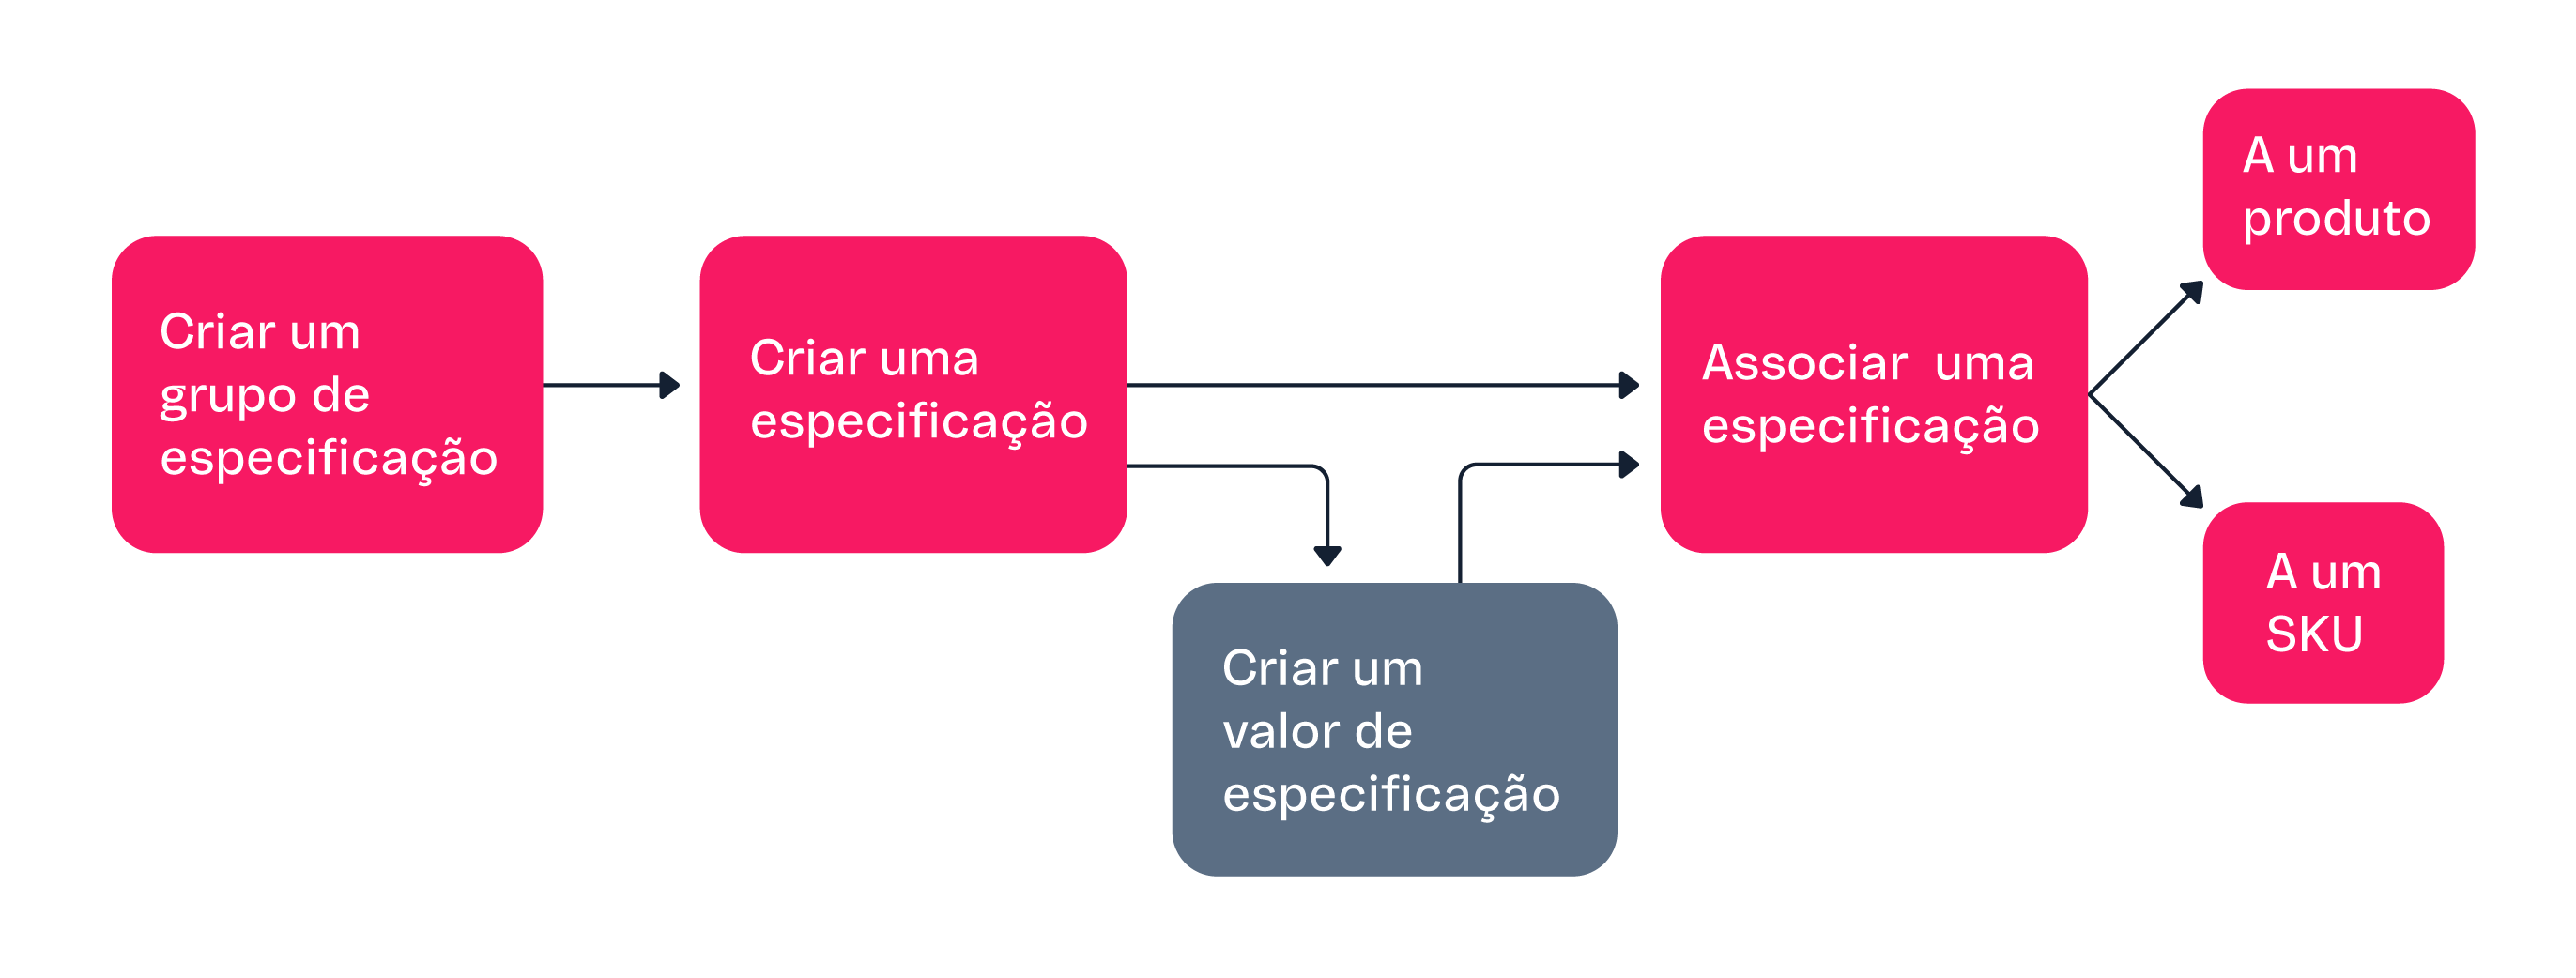 Criar um
grupo de
especificação
Criar uma
especificação
Criar um
valor de
especificação
Associar  uma
especificação
A um
produto
A um
SKU